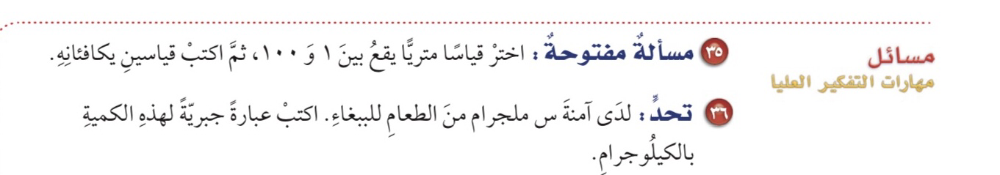 مسائل
مهارات التفكير العليا
٣٥ مسألةٌ مفتوحةٌ : اخترْ قياسًا متريًّا يقعُ بينَ ١ وَ ١٠٠، ثمَّ اكتبْ قياسينِ يكافئانِهِ.
٣٦ تحدٍّ : لدَى آمنةَ س ملجرام منَ الطعامِ للببغاءِ. اكتبْ عبارةً جبريّةً لهذهِ الكميةِ
بالكيلُوجرامِ.